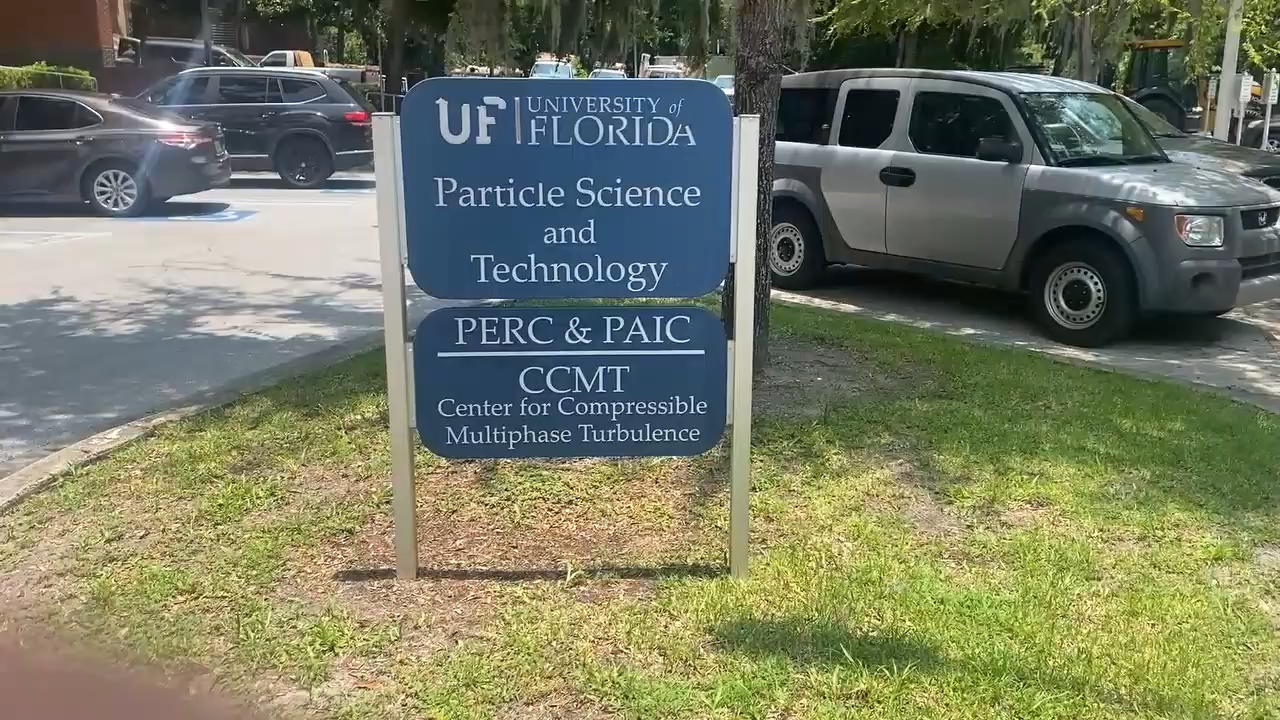 UF UNIVERSITY of
FLORIDA
Particle Science
and
Technology
PERC & PAIC
CCMT
Center for Compressible
Multiphase Turbulence